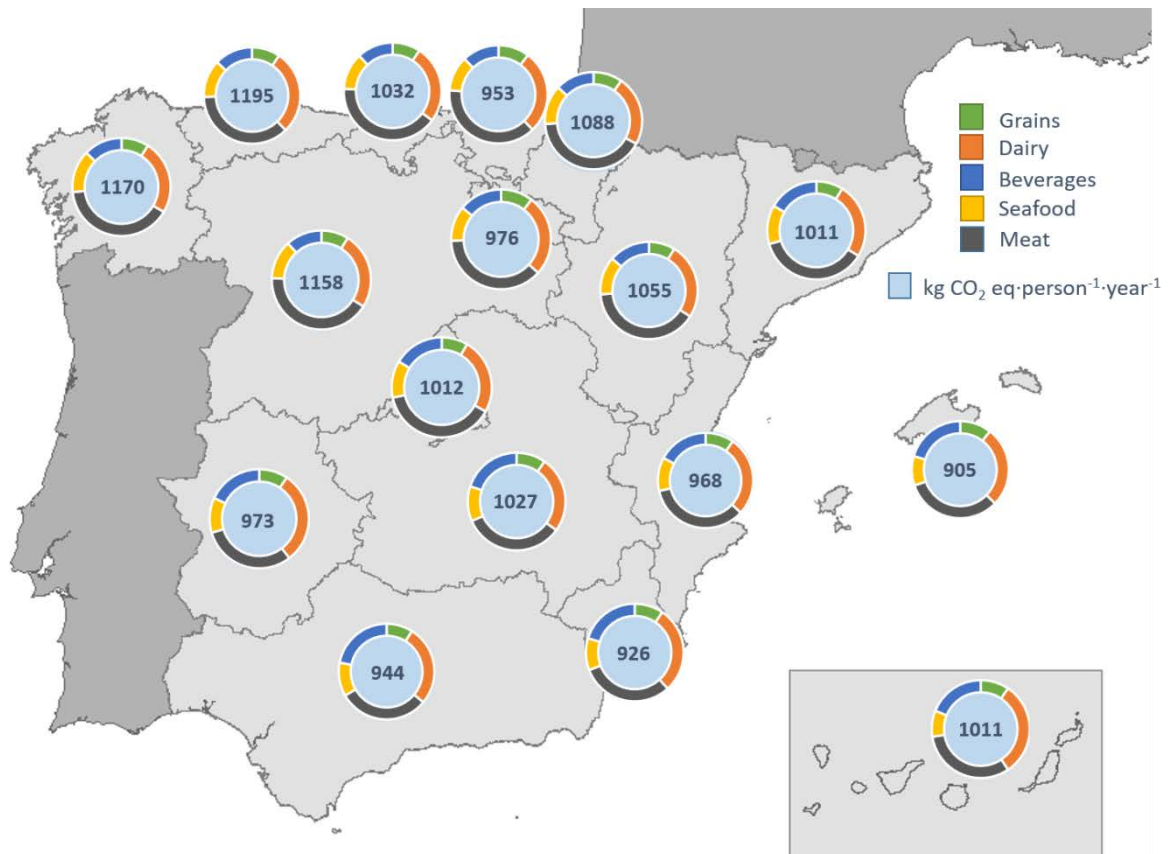 1195
1032
953
1088
1170
976
1011
1158
1055
1012
968
905
973
1027
944
926
1011
Grains
Dairy
Beverages
Seafood
Meat
kg CO₂ eq·person⁻¹·year⁻¹